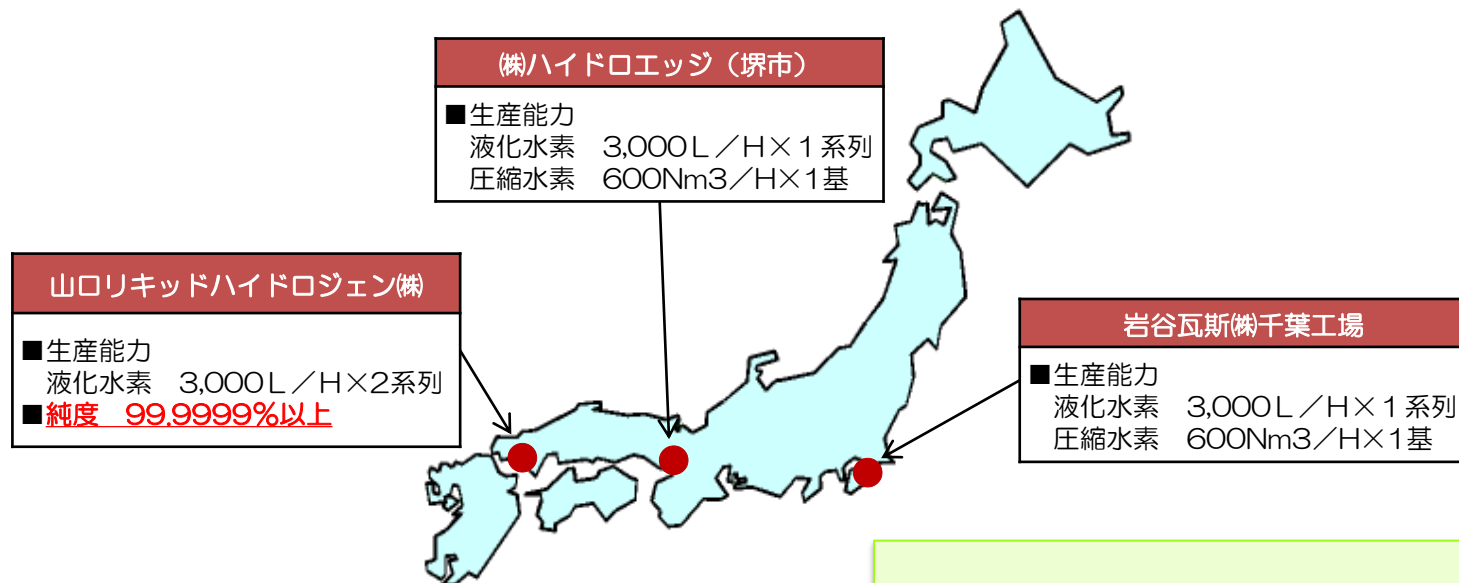 ㈱ハイドロエッジ（堺市）
■生産能力
液化水素　3,000Ｌ／H×１系列
圧縮水素　600Nm3／H×1基
山口リキッドハイドロジェン㈱
■生産能力
液化水素　3,000Ｌ／H×2系列
■純度　99.9999％以上
岩谷瓦斯㈱千葉工場
■生産能力
液化水素　3,000Ｌ／H×１系列
圧縮水素　600Nm3／H×1基